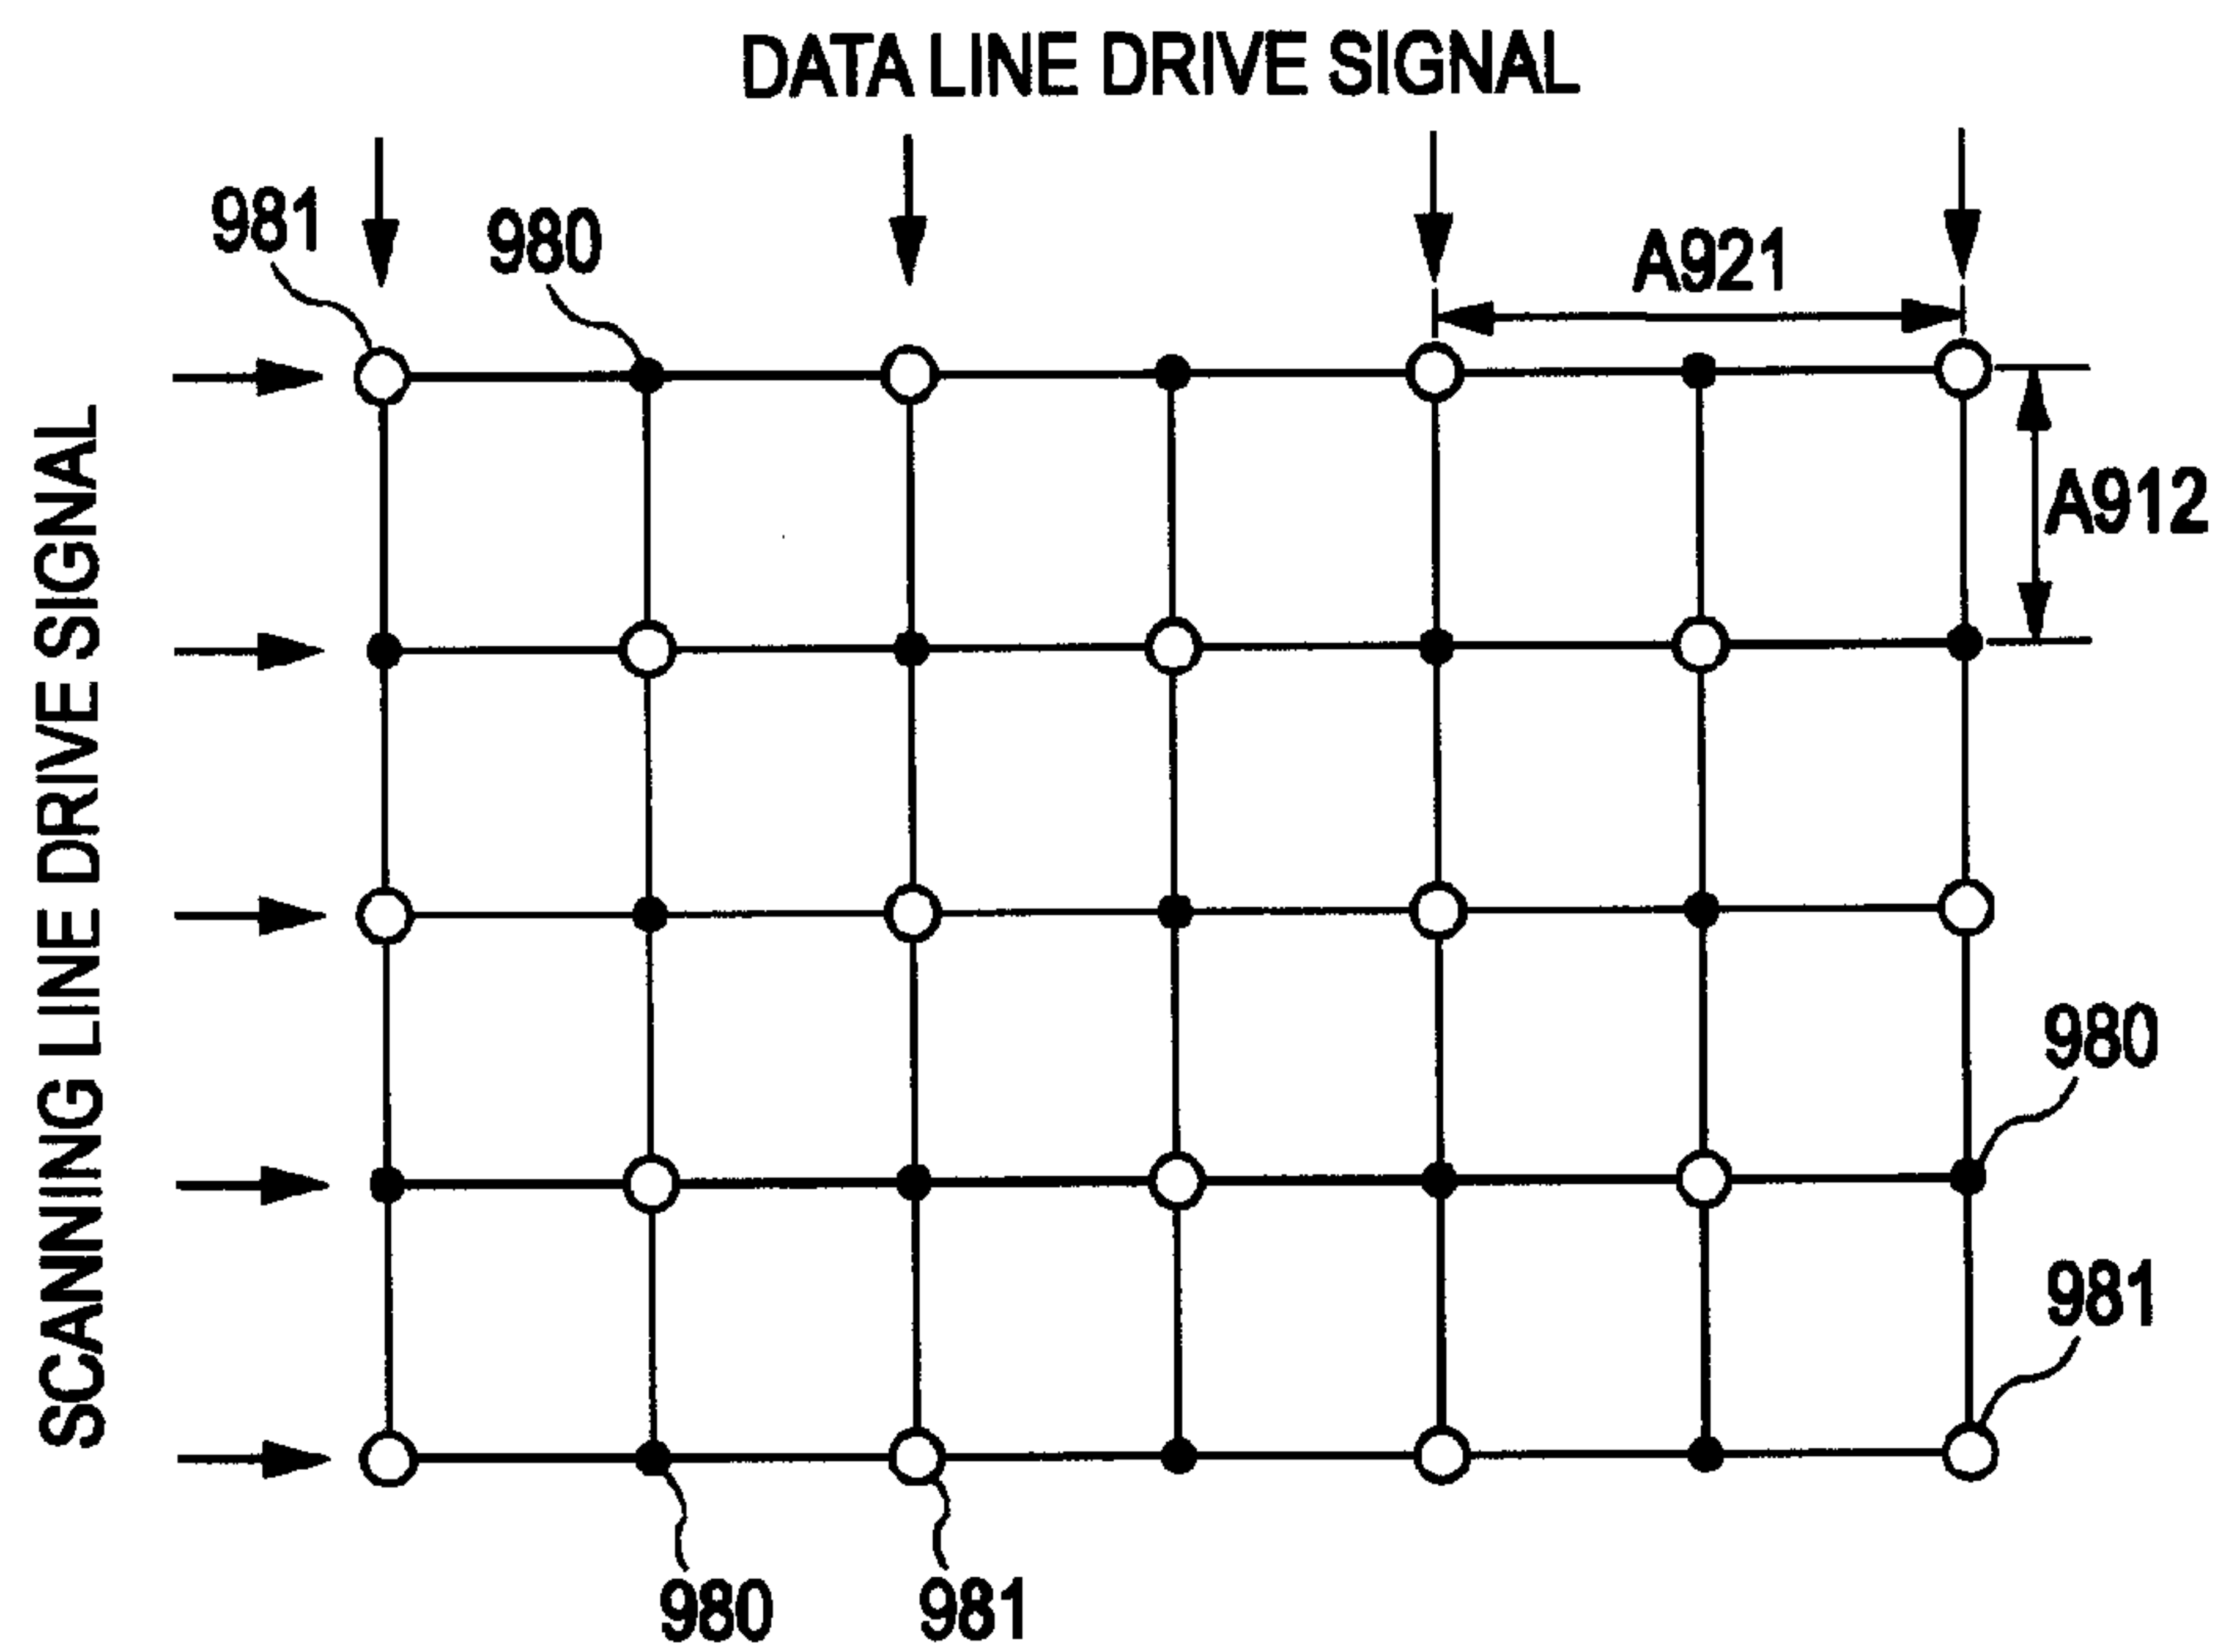 DATA LINE DRIVE SIGNAL
981
980
A921
A912
SCANNING LINE DRIVE SIGNAL
980
981
980
981